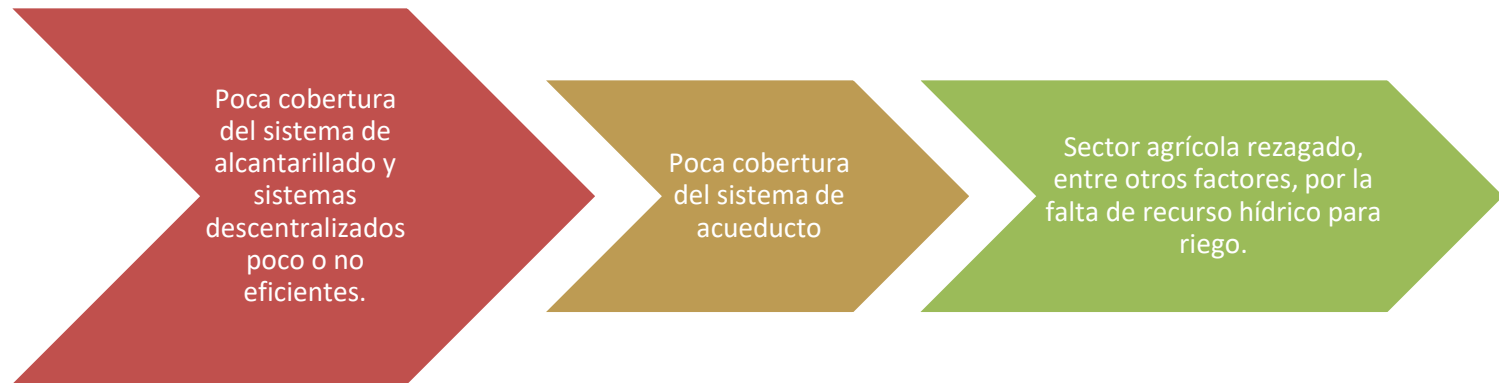 Poca cobertura
del sistema de
alcantarillado y
sistemas
descentralizados
poco o no
eficientes.
Poca cobertura
del sistema de
acueducto
Sector agrícola rezagado,
entre otros factores, por la
falta de recurso hídrico para
riego.